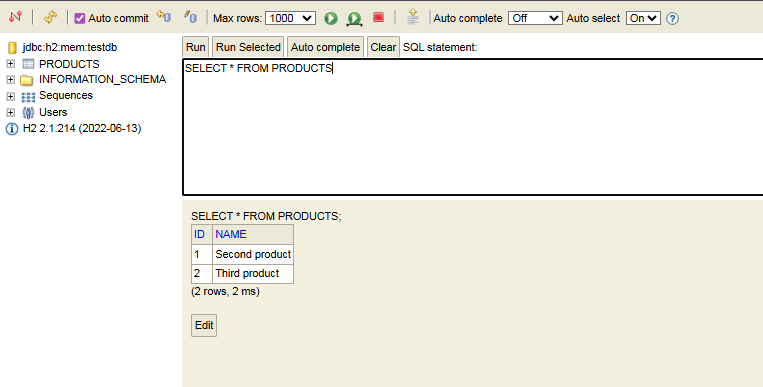 Auto commit Max rows: 1000 Auto complete Off Auto select On ?
jdbc:h2:mem:testdb
PRODUCTS
INFORMATION_SCHEMA
Sequences
Users
H2 2.1.214 (2022-06-13)
Run Run Selected Auto complete Clear SQL statement:
SELECT * FROM PRODUCTS
SELECT * FROM PRODUCTS;
ID NAME
1 Second product
2 Third product
(2 rows, 2 ms)
Edit